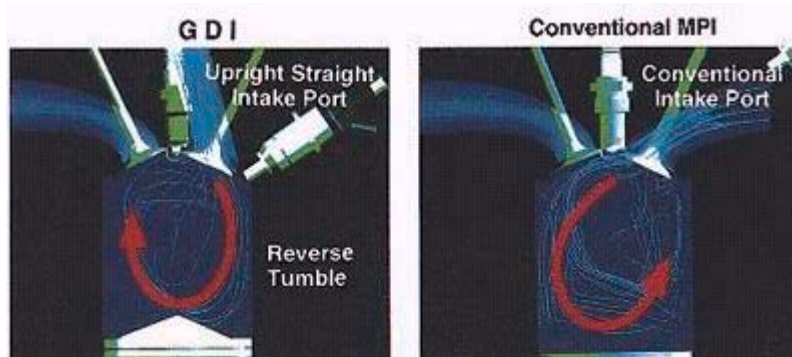 GDI
Conventional MPI
Upright Straight
Intake Port
Reverse
Tumble
Conventional
Intake Port